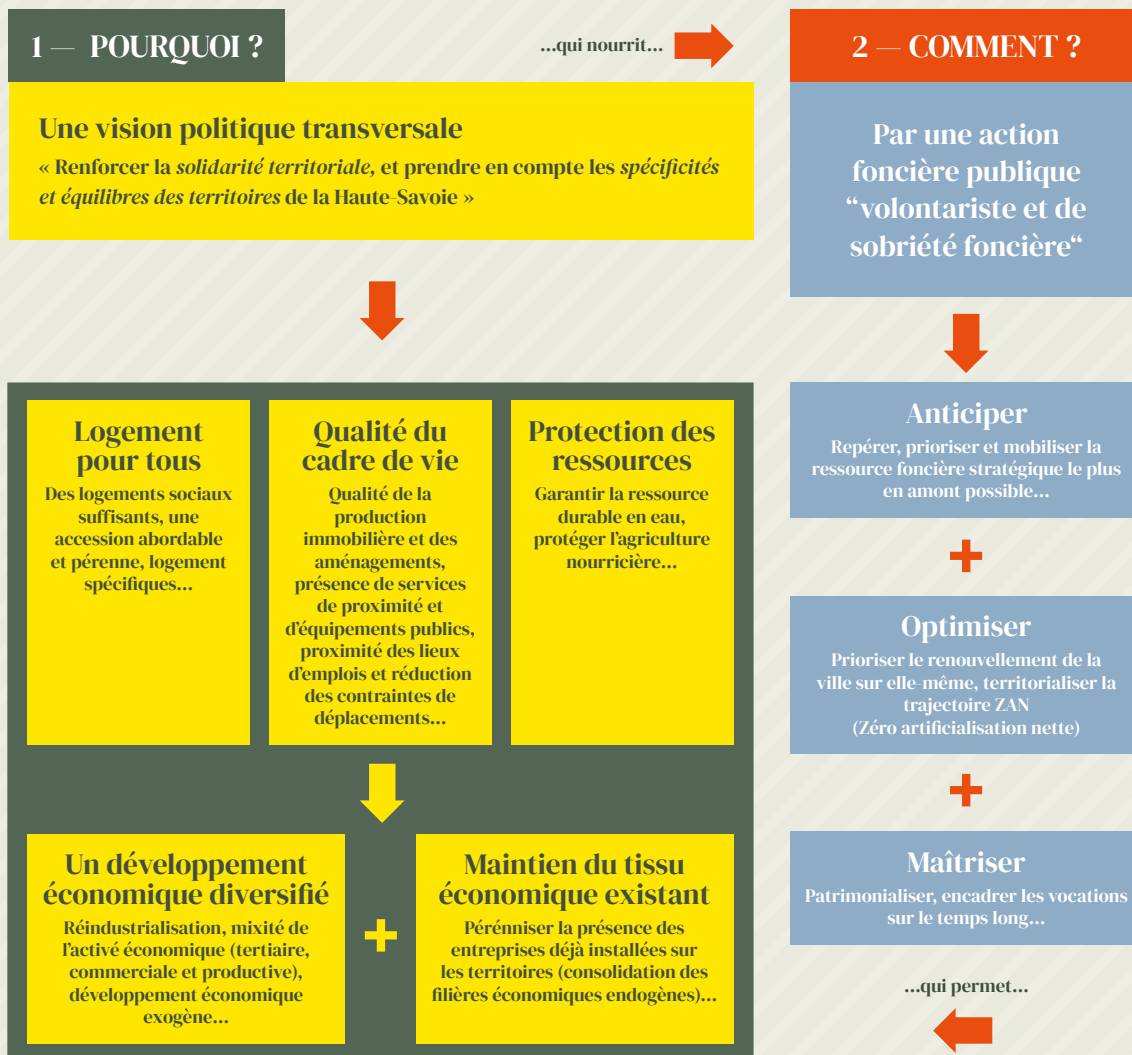 1 — POURQUOI ?
...qui nourrit...
2 — COMMENT ?
Une vision politique transversale
« Renforcer la solidarité territoriale, et prendre en compte les spécificités
et équilibres des territoires de la Haute-Savoie »
Par une action
foncière publique
“volontariste et de
sobriété foncière“
Logement
pour tous
Des logements sociaux
suffisants, une
accession abordable
et pérenne, logement
spécifiques...
Qualité du
cadre de vie
Qualité de la
production
immobilière et des
aménagements,
présence de services
de proximité et
d’équipements publics,
proximité des lieux
d’emplois et réduction
des contraintes de
déplacements...
Protection des
ressources
Garantir la ressource
durable en eau,
protéger l’agriculture
nourricière...
Un développement
économique diversifié
Réindustrialisation, mixité de
l’activé économique (tertiaire,
commerciale et productive),
développement économique
exogène...
+
Maintien du tissu
économique existant
Pérénniser la présence des
entreprises déjà installées sur
les territoires (consolidation des
filières économiques endogènes)...
Anticiper
Repérer, prioriser et mobiliser la
ressource foncière stratégique le plus
en amont possible...
+
Optimiser
Prioriser le renouvellement de la
ville sur elle-même, territorialiser la
trajectoire ZAN
(Zéro artificialisation nette)
+
Maîtriser
Patrimonialiser, encadrer les vocations
sur le temps long...
...qui permet...